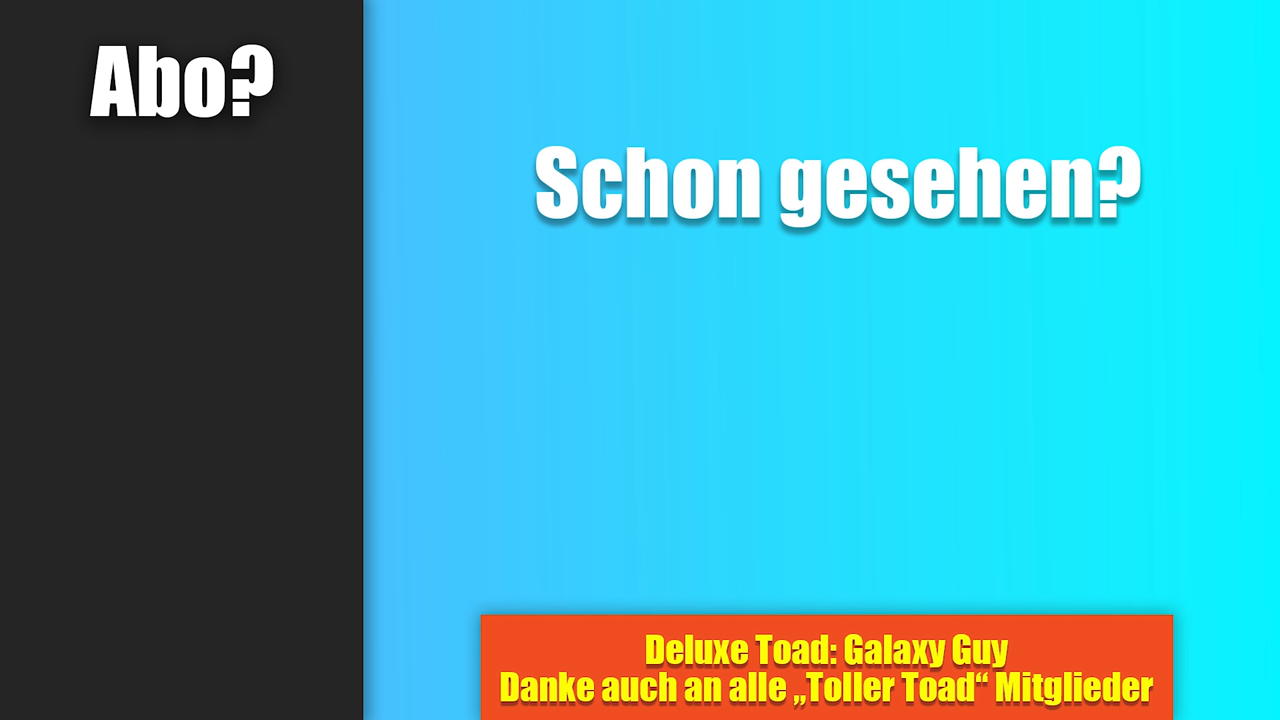 Abo?
Schon gesehen?
Deluxe Toad: Galaxy Guy
Danke auch an alle „Toller Toad“ Mitglieder